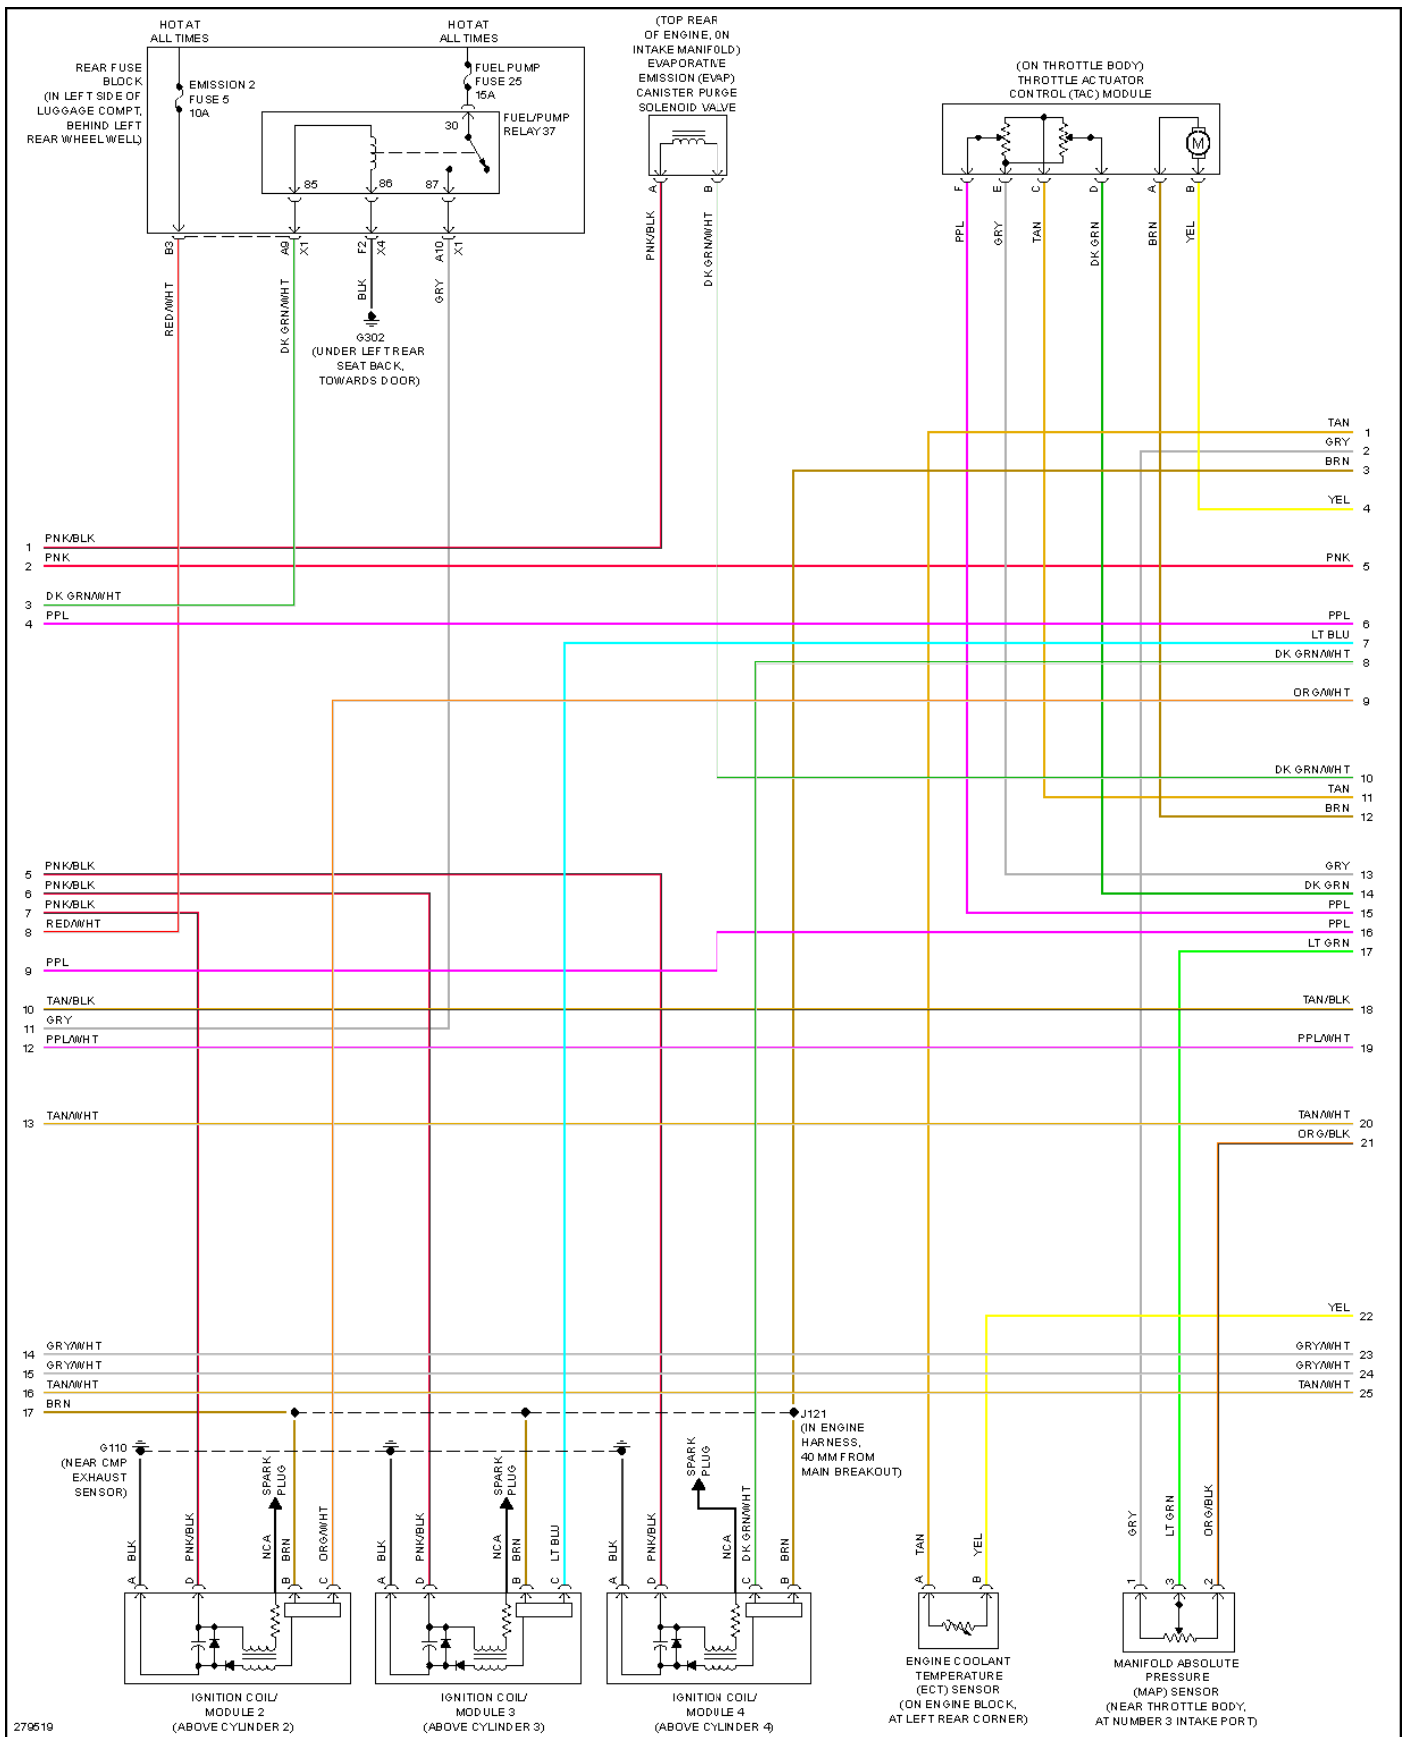 HOT AT
ALL TIMES
HOT AT
ALL TIMES
REAR FUSE
BLOCK
(IN LEFT SIDE OF
LUGGAGE COMPT,
BEHIND LEFT
REAR WHEEL WELL)
EMISSION 2
FUSE 5
10A
FUEL PUMP
FUSE 25
15A
FUEL/PUMP
RELAY 37
30
85
86
87
B3
A9
X1
F2
X4
A10
X1
RED/WHT
DK GRN/WHT
BLK
GRY
G302
(UNDER LEFT REAR
SEAT BACK,
TOWARDS DOOR)
(TOP REAR
OF ENGINE, ON
INTAKE MANIFOLD)
EVAPORATIVE
EMISSION (EVAP)
CANISTER PURGE
SOLENOID VALVE
A
B
PNK/BLK
DK GRN/WHT
(ON THROTTLE BODY)
THROTTLE ACTUATOR
CONTROL (TAC) MODULE
M
F
E
C
D
A
B
PPL
GRY
TAN
DK GRN
BRN
YEL
1 PNK/BLK
2 PNK
3 DK GRN/WHT
4 PPL
5 PNK/BLK
6 PNK/BLK
7 PNK/BLK
8 RED/WHT
9 PPL
10 TAN/BLK
11 GRY
12 PPL/WHT
13 TAN/WHT
14 GRY/WHT
15 GRY/WHT
16 TAN/WHT
17 BRN
TAN 1
GRY 2
BRN 3
YEL 4
PNK 5
PPL 6
LT BLU 7
DK GRN/WHT 8
ORG/WHT 9
DK GRN/WHT 10
TAN 11
BRN 12
GRY 13
DK GRN 14
PPL 15
PPL 16
LT GRN 17
TAN/BLK 18
PPL/WHT 19
TAN/WHT 20
ORG/BLK 21
YEL 22
GRY/WHT 23
GRY/WHT 24
TAN/WHT 25
J121
(IN ENGINE
HARNESS,
40 MM FROM
MAIN BREAKOUT)
G110
(NEAR CMP
EXHAUST
SENSOR)
BLK
PNK/BLK
SPARK
PLUG
NCA
BRN
ORG/WHT
A
D
B
C
IGNITION COIL/
MODULE 2
(ABOVE CYLINDER 2)
BLK
PNK/BLK
SPARK
PLUG
NCA
BRN
LT BLU
A
D
B
C
IGNITION COIL/
MODULE 3
(ABOVE CYLINDER 3)
BLK
PNK/BLK
SPARK
PLUG
NCA
DK GRN/WHT
BRN
A
D
C
B
IGNITION COIL/
MODULE 4
(ABOVE CYLINDER 4)
TAN
YEL
A
B
ENGINE COOLANT
TEMPERATURE
(ECT) SENSOR
(ON ENGINE BLOCK,
AT LEFT REAR CORNER)
GRY
LT GRN
ORG/BLK
1
3
2
MANIFOLD ABSOLUTE
PRESSURE
(MAP) SENSOR
(NEAR THROTTLE BODY,
AT NUMBER 3 INTAKE PORT)
279519